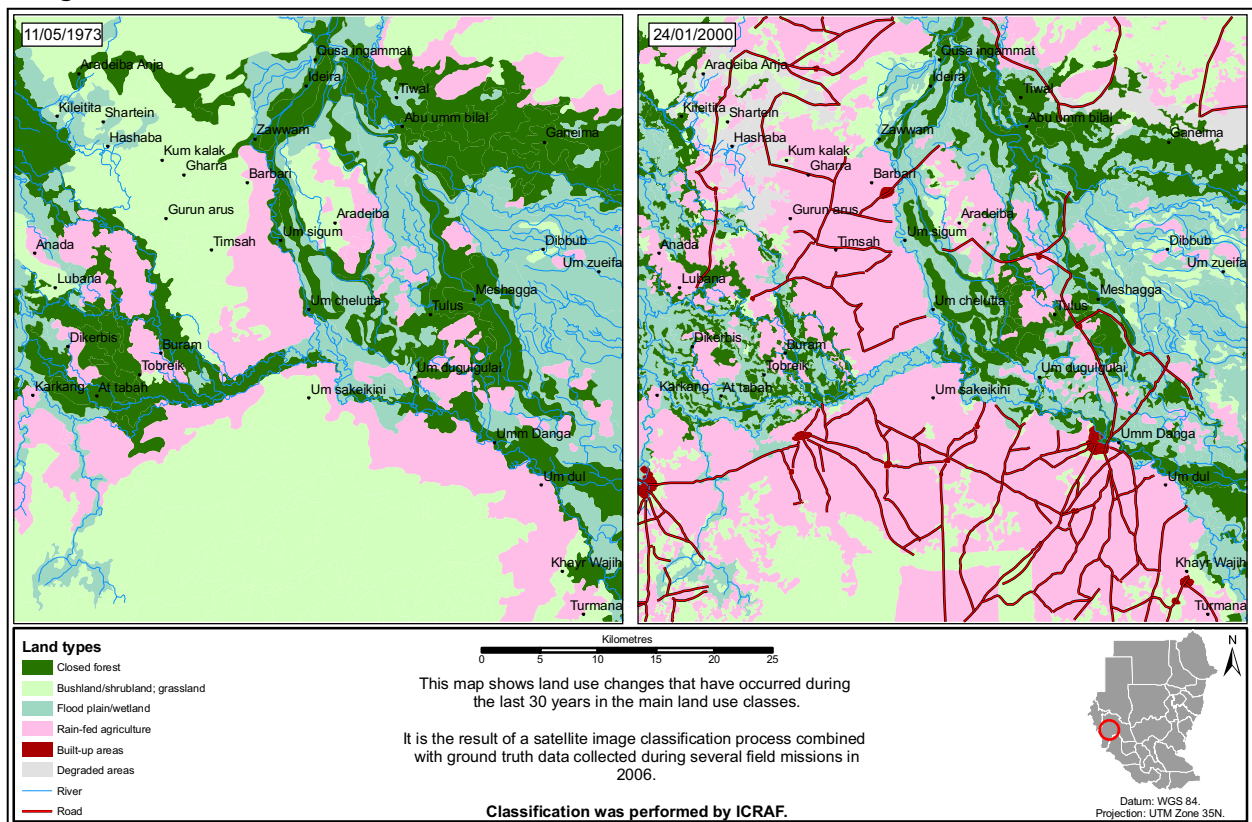 11/05/1973
Qusa ingammat
Aradeiba Anja
Ideira
Tiwal
Kileitita
Shartein
Abu umm bilai
Hashaba
Zawwam
Ganeima
Kum kalak
Gharra
Barbari
Gurun arus
Aradeiba
Anada
Timsah
Um sigum
Dibbub
Um zueifa
Lubana
Um chelutta
Meshagga
Tulus
Dikerbis
Buram
Tobreik
Um dugulgulai
Karkang
At tabah
Um sakeikini
Umm Danga
Um dul
Khayr Wajih
Turmana
24/01/2000
Qusa ingammat
Aradeiba Anja
Ideira
Tiwal
Kileitita
Shartein
Abu umm bilai
Hashaba
Zawwam
Ganeima
Kum kalak
Gharra
Barbari
Gurun arus
Aradeiba
Anada
Timsah
Um sigum
Dibbub
Um zueifa
Lubana
Um chelutta
Meshagga
Tulus
Dikerbis
Buram
Tobreik
Um dugulgulai
Karkang
At tabah
Um sakeikini
Umm Danga
Um dul
Khayr Wajih
Turmana
Land types
Closed forest
Bushland/shrubland; grassland
Flood plain/wetland
Rain-fed agriculture
Built-up areas
Degraded areas
River
Road
Kilometres
0 5 10 15 20 25
This map shows land use changes that have occurred during
the last 30 years in the main land use classes.
It is the result of a satellite image classification process combined
with ground truth data collected during several field missions in
2006.
Classification was performed by ICRAF.
N
Datum: WGS 84.
Projection: UTM Zone 35N.